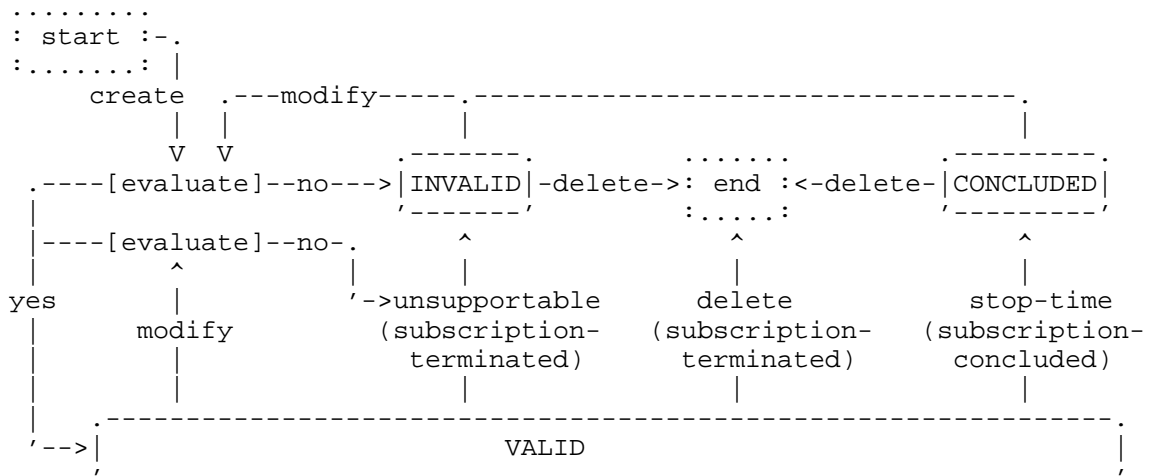 .........
: start :-.
:.......: |
create .---modify-----.----------------------------------.
| | | |
V V .-------. ....... .---------.
.----[evaluate]--no--->|INVALID|-delete->: end :<-delete-|CONCLUDED|
| '-------' :.....: '---------'
|----[evaluate]--no-. ^ ^ ^
| ^ | | | |
yes | '->unsupportable delete stop-time
| modify (subscription- (subscription- (subscription-
| | terminated) terminated) concluded)
| | | | |
| .---------------------------------------------------------------.
'-->| VALID |
' '